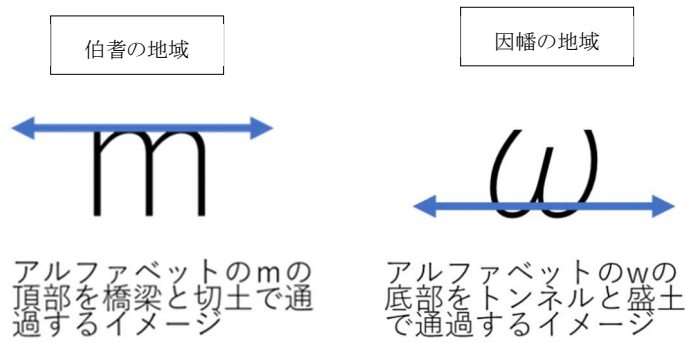 伯耆の地域
因幡の地域
m
ω
アルファベットのmの
頂部を橋梁と切土で通
過するイメージ
アルファベットのwの
底部をトンネルと盛土
で通過するイメージ